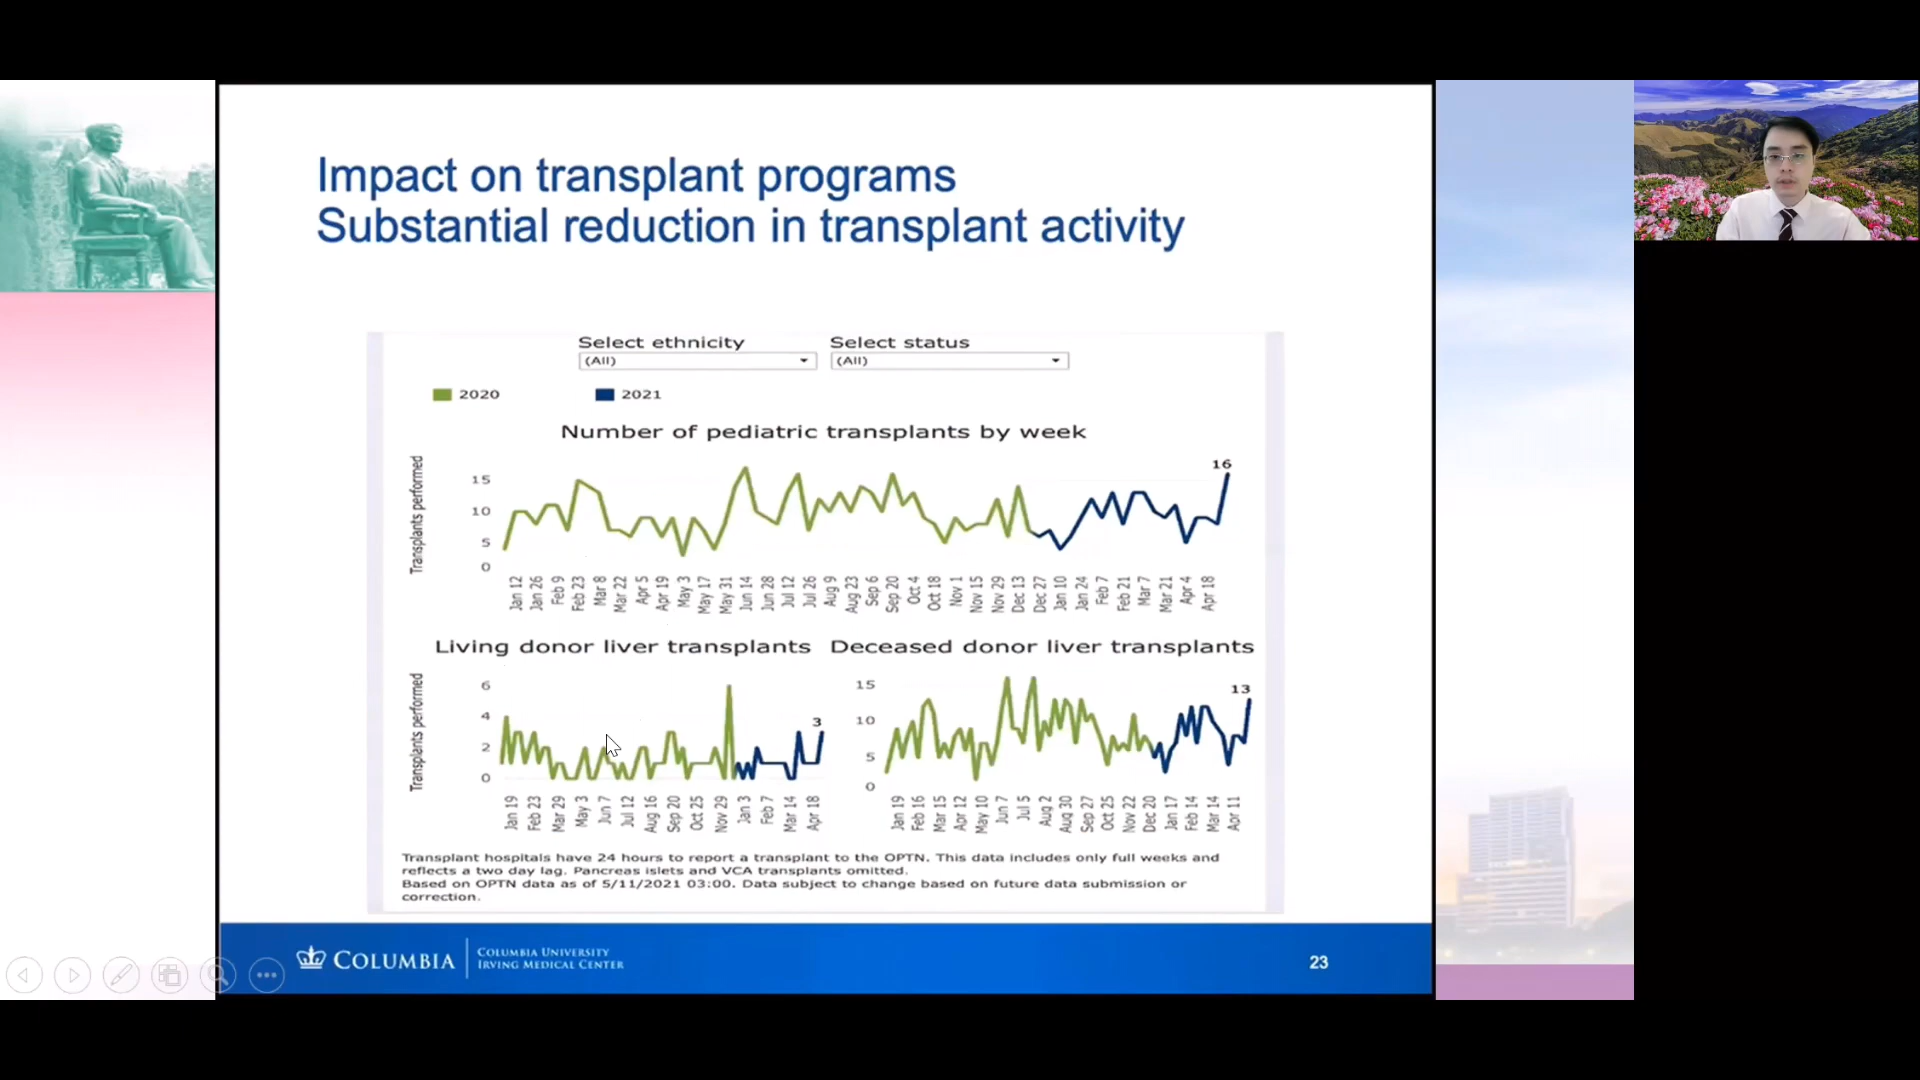 Impact on transplant programs
Substantial reduction in transplant activity
Select ethnicity
Select status
(All)
(All)
2020
2021
Number of pediatric transplants by week
Transplants performed
15
10
5
0
16
Jan 12
Jan 26
Feb 9
Feb 23
Mar 8
Mar 22
Apr 5
Apr 19
May 3
May 17
May 31
Jun 14
Jun 28
Jul 12
Jul 26
Aug 9
Aug 23
Sep 6
Sep 20
Oct 4
Oct 18
Nov 1
Nov 15
Nov 29
Dec 13
Dec 27
Jan 10
Jan 24
Feb 7
Feb 21
Mar 7
Mar 21
Apr 4
Apr 18
Living donor liver transplants
Transplants performed
6
4
2
0
3
Jan 19
Feb 23
Mar 29
May 3
Jun 7
Jul 12
Aug 16
Sep 20
Oct 25
Nov 29
Jan 3
Feb 7
Mar 14
Apr 18
Deceased donor liver transplants
15
10
5
0
13
Jan 19
Feb 16
Mar 15
Apr 12
May 10
Jun 7
Jul 5
Aug 2
Aug 30
Sep 27
Oct 25
Nov 22
Dec 20
Jan 17
Feb 14
Mar 14
Apr 11
Transplant hospitals have 24 hours to report a transplant to the OPTN. This data includes only full weeks and
reflects a two day lag. Pancreas islets and VCA transplants omitted.
Based on OPTN data as of 5/11/2021 03:00. Data subject to change based on future data submission or
correction.
COLUMBIA
COLUMBIA UNIVERSITY
IRVING MEDICAL CENTER
23